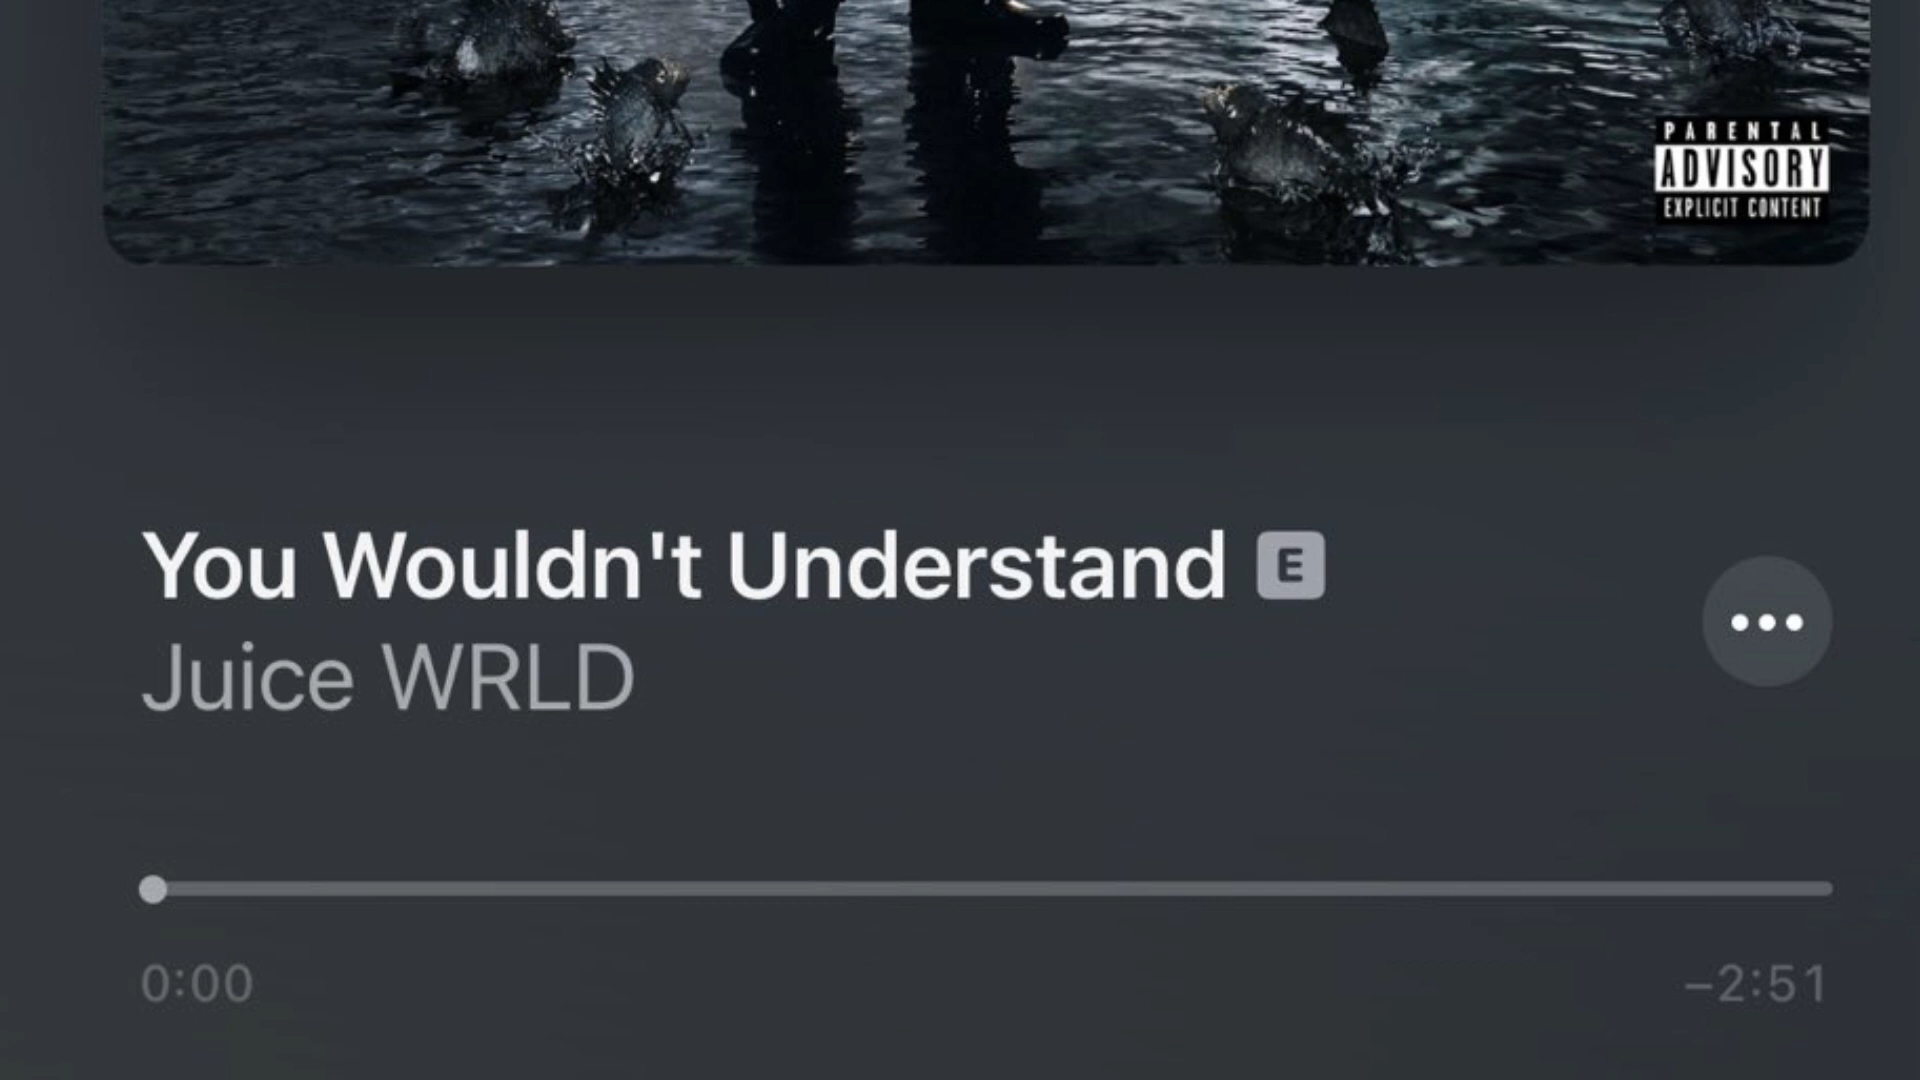 PARENTAL
ADVISORY
EXPLICIT CONTENT
You Wouldn't Understand E
Juice WRLD
0:00
–2:51